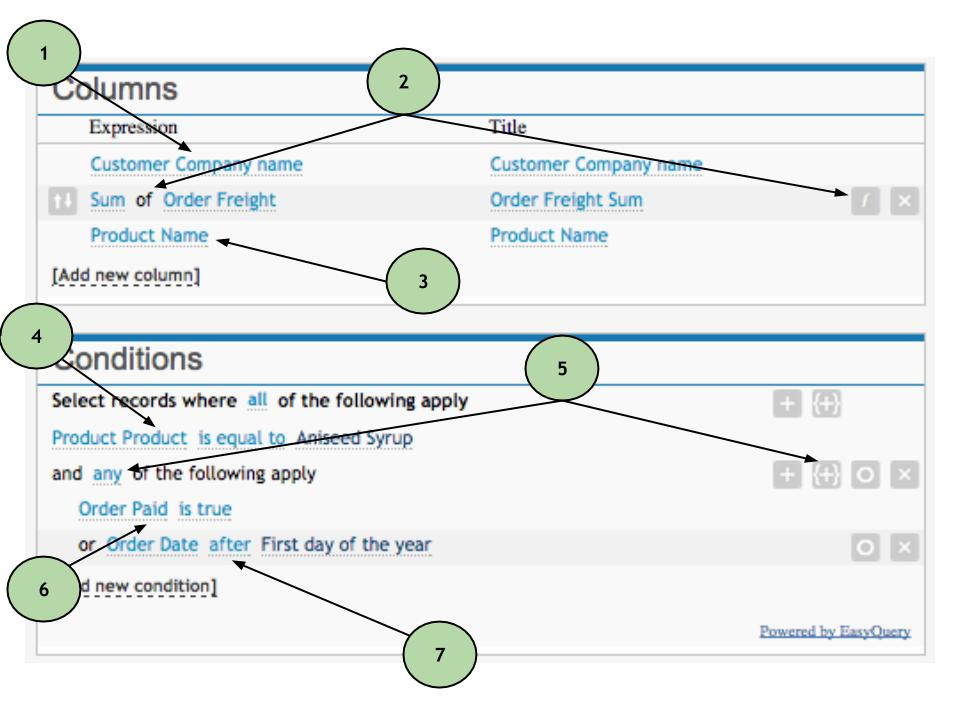 1
2
Columns
Expression Title
Customer Company name Customer Company name
Sum of Order Freight Order Freight Sum f
Product Name Product Name
[Add new column]
3
4
Conditions
5
Select records where all of the following apply
Product Product is equal to Aniseed Syrup
and any of the following apply
Order Paid is true
or Order Date after First day of the year
6
new condition]
Powered by EasyQuery
7